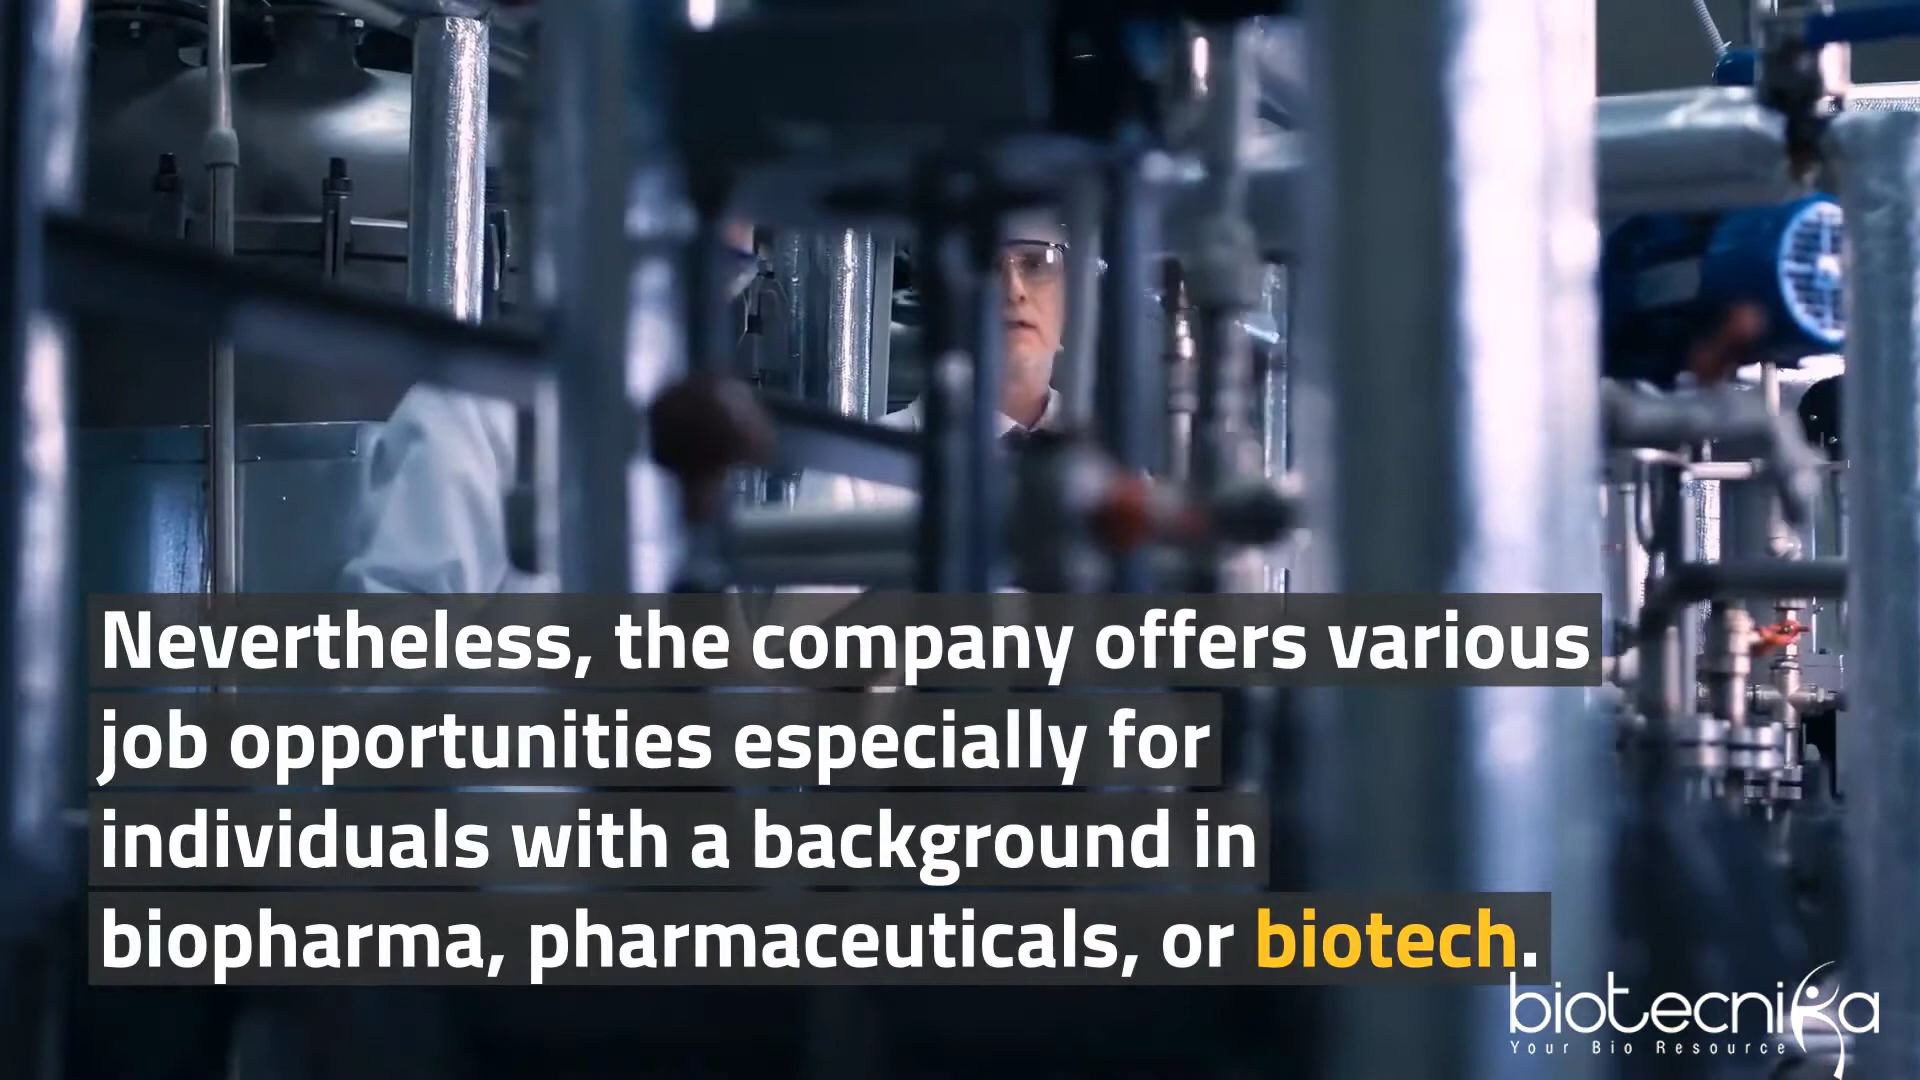 Nevertheless, the company offers various
job opportunities especially for
individuals with a background in
biopharma, pharmaceuticals, or biotech.
biotecnika
Your Bio Resource